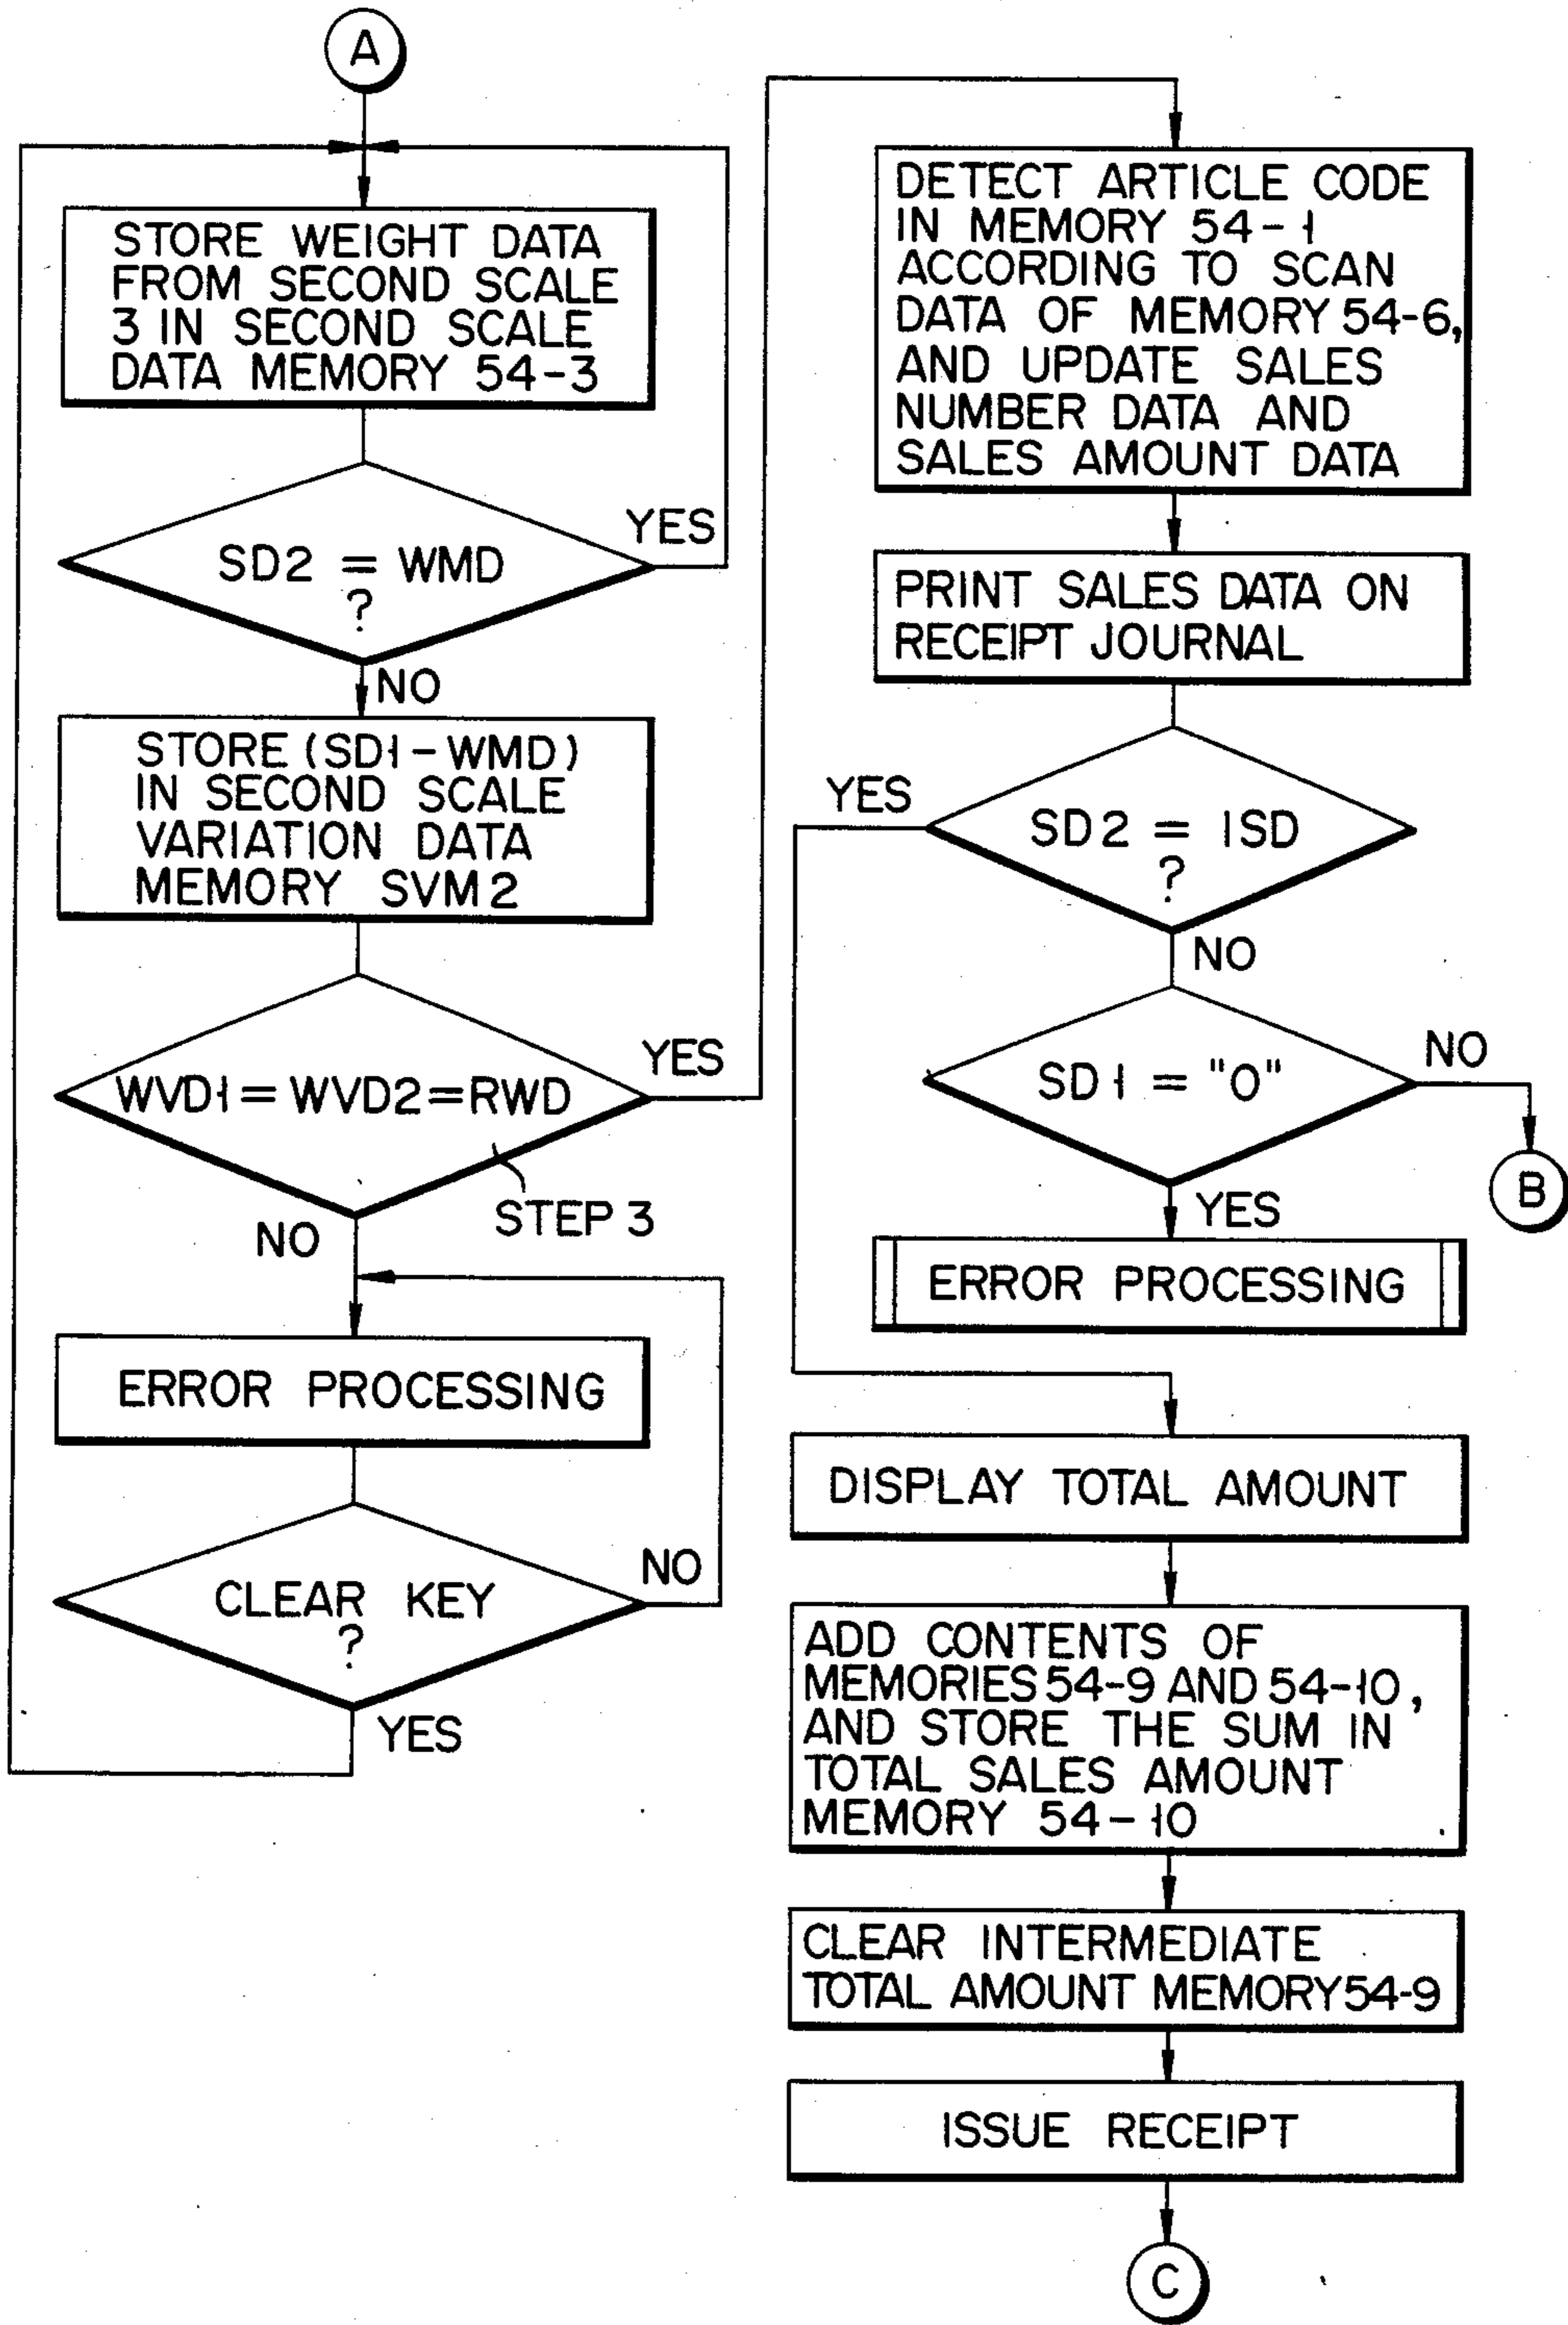 A
STORE WEIGHT DATA
FROM SECOND SCALE
3 IN SECOND SCALE
DATA MEMORY 54-3
SD2 = WMD
?
YES
NO
STORE (SD1-WMD)
IN SECOND SCALE
VARIATION DATA
MEMORY SVM2
WVD1=WVD2=RWD
YES
STEP 3
NO
ERROR PROCESSING
CLEAR KEY
?
NO
YES
DETECT ARTICLE CODE
IN MEMORY 54-1
ACCORDING TO SCAN
DATA OF MEMORY 54-6,
AND UPDATE SALES
NUMBER DATA AND
SALES AMOUNT DATA
PRINT SALES DATA ON
RECEIPT JOURNAL
YES
SD2 = ISD
?
NO
SD1 = "0"
NO
B
YES
ERROR PROCESSING
DISPLAY TOTAL AMOUNT
ADD CONTENTS OF
MEMORIES 54-9 AND 54-10,
AND STORE THE SUM IN
TOTAL SALES AMOUNT
MEMORY 54-10
CLEAR INTERMEDIATE
TOTAL AMOUNT MEMORY 54-9
ISSUE RECEIPT
C